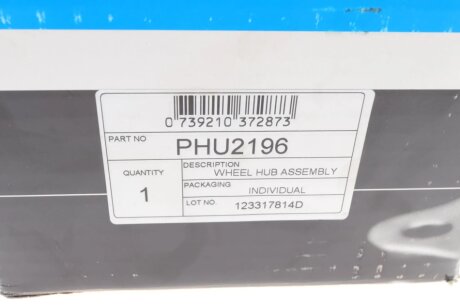 0 739210 372873
PART NO PHU2196
QUANTITY
1
DESCRIPTION
WHEEL HUB ASSEMBLY
PACKAGING INDIVIDUAL
LOT NO. 123317814D